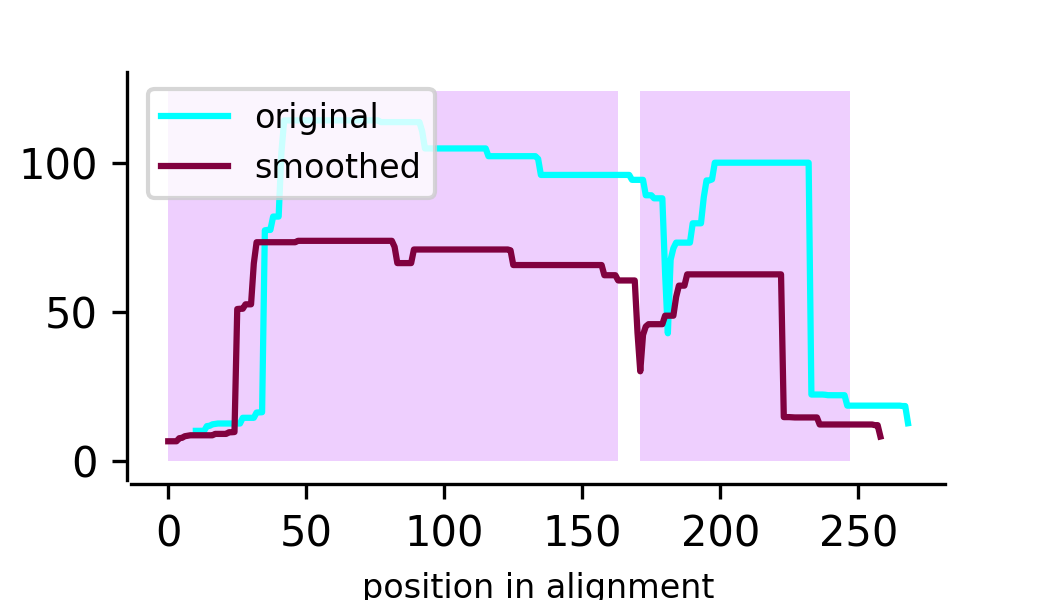 original
smoothed
100
50
0
0 50 100 150 200 250
position in alignment